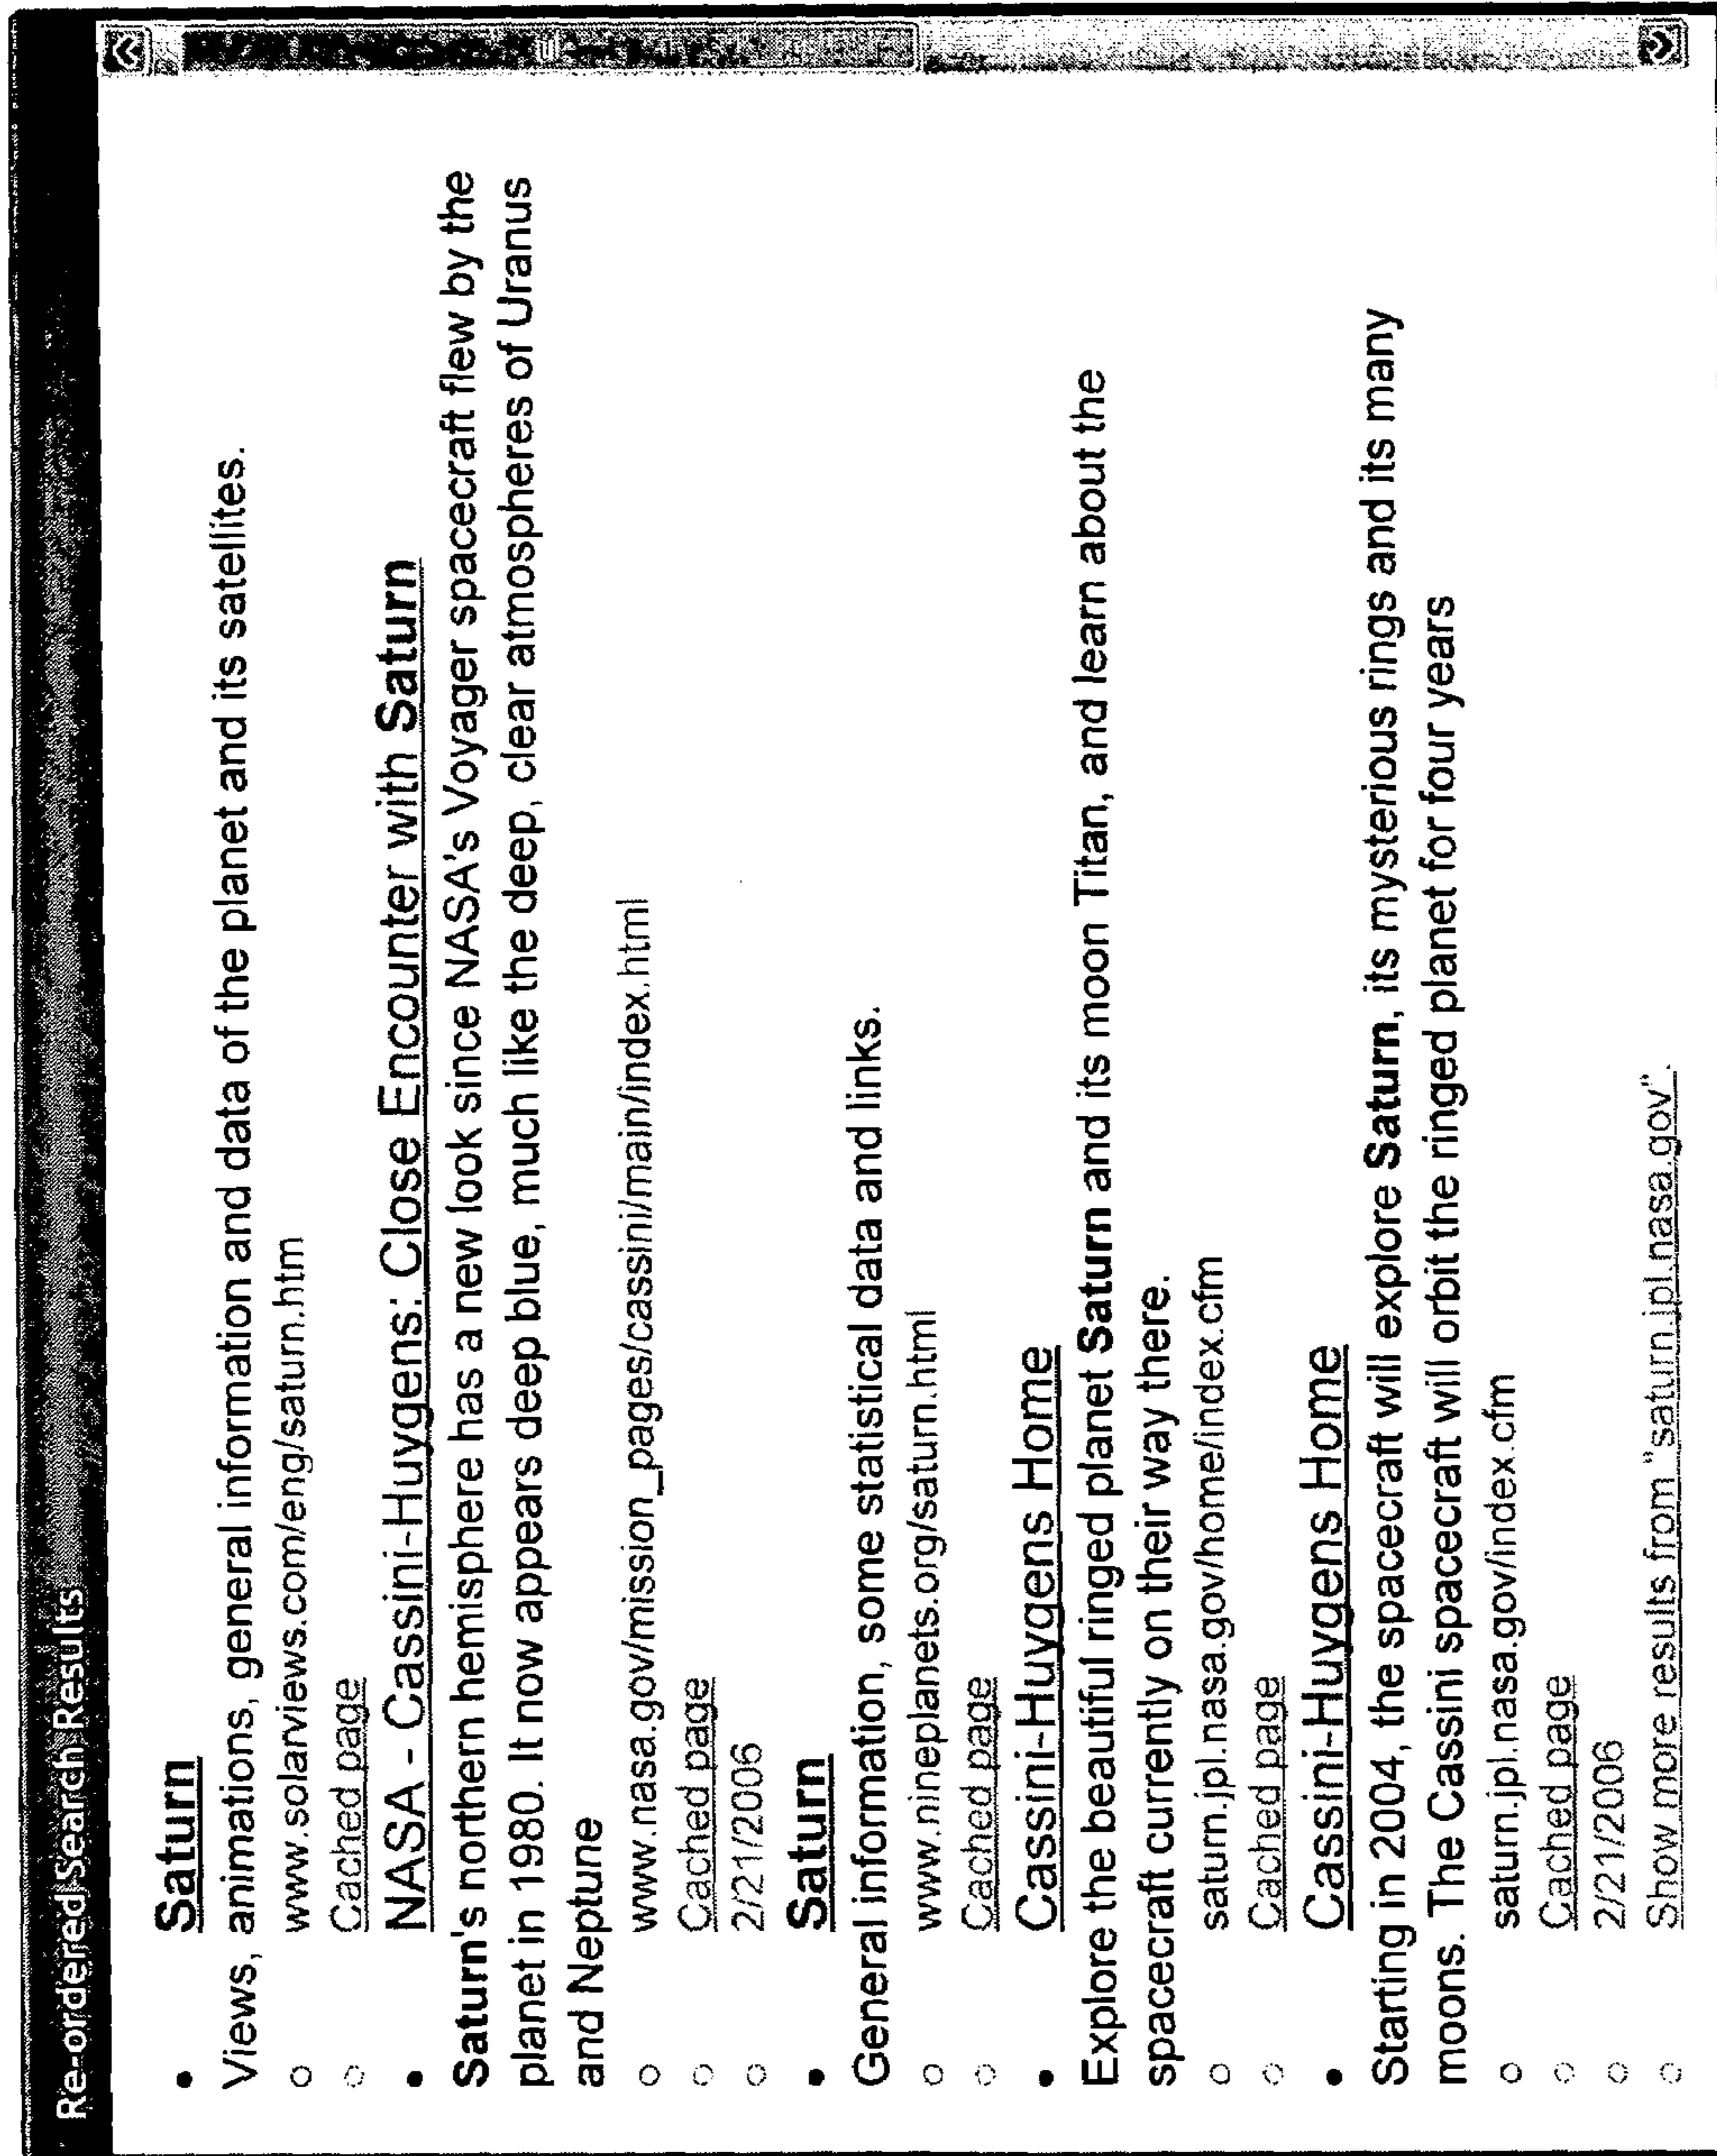 Re-ordered Search Results
• Saturn
Views, animations, general information and data of the planet and its satellites.
○ www.solarviews.com/eng/saturn.htm
○ Cached page
• NASA - Cassini-Huygens: Close Encounter with Saturn
Saturn's northern hemisphere has a new look since NASA's Voyager spacecraft flew by the
planet in 1980. It now appears deep blue, much like the deep, clear atmospheres of Uranus
and Neptune
○ www.nasa.gov/mission_pages/cassini/main/index.html
○ Cached page
○ 2/21/2006
• Saturn
General information, some statistical data and links.
○ www.nineplanets.org/saturn.html
○ Cached page
• Cassini-Huygens Home
Explore the beautiful ringed planet Saturn and its moon Titan, and learn about the
spacecraft currently on their way there.
○ saturn.jpl.nasa.gov/home/index.cfm
○ Cached page
• Cassini-Huygens Home
Starting in 2004, the spacecraft will explore Saturn, its mysterious rings and its many
moons. The Cassini spacecraft will orbit the ringed planet for four years
○ saturn.jpl.nasa.gov/index.cfm
○ Cached page
○ 2/21/2006
○ Show more results from "saturn.jpl.nasa.gov".